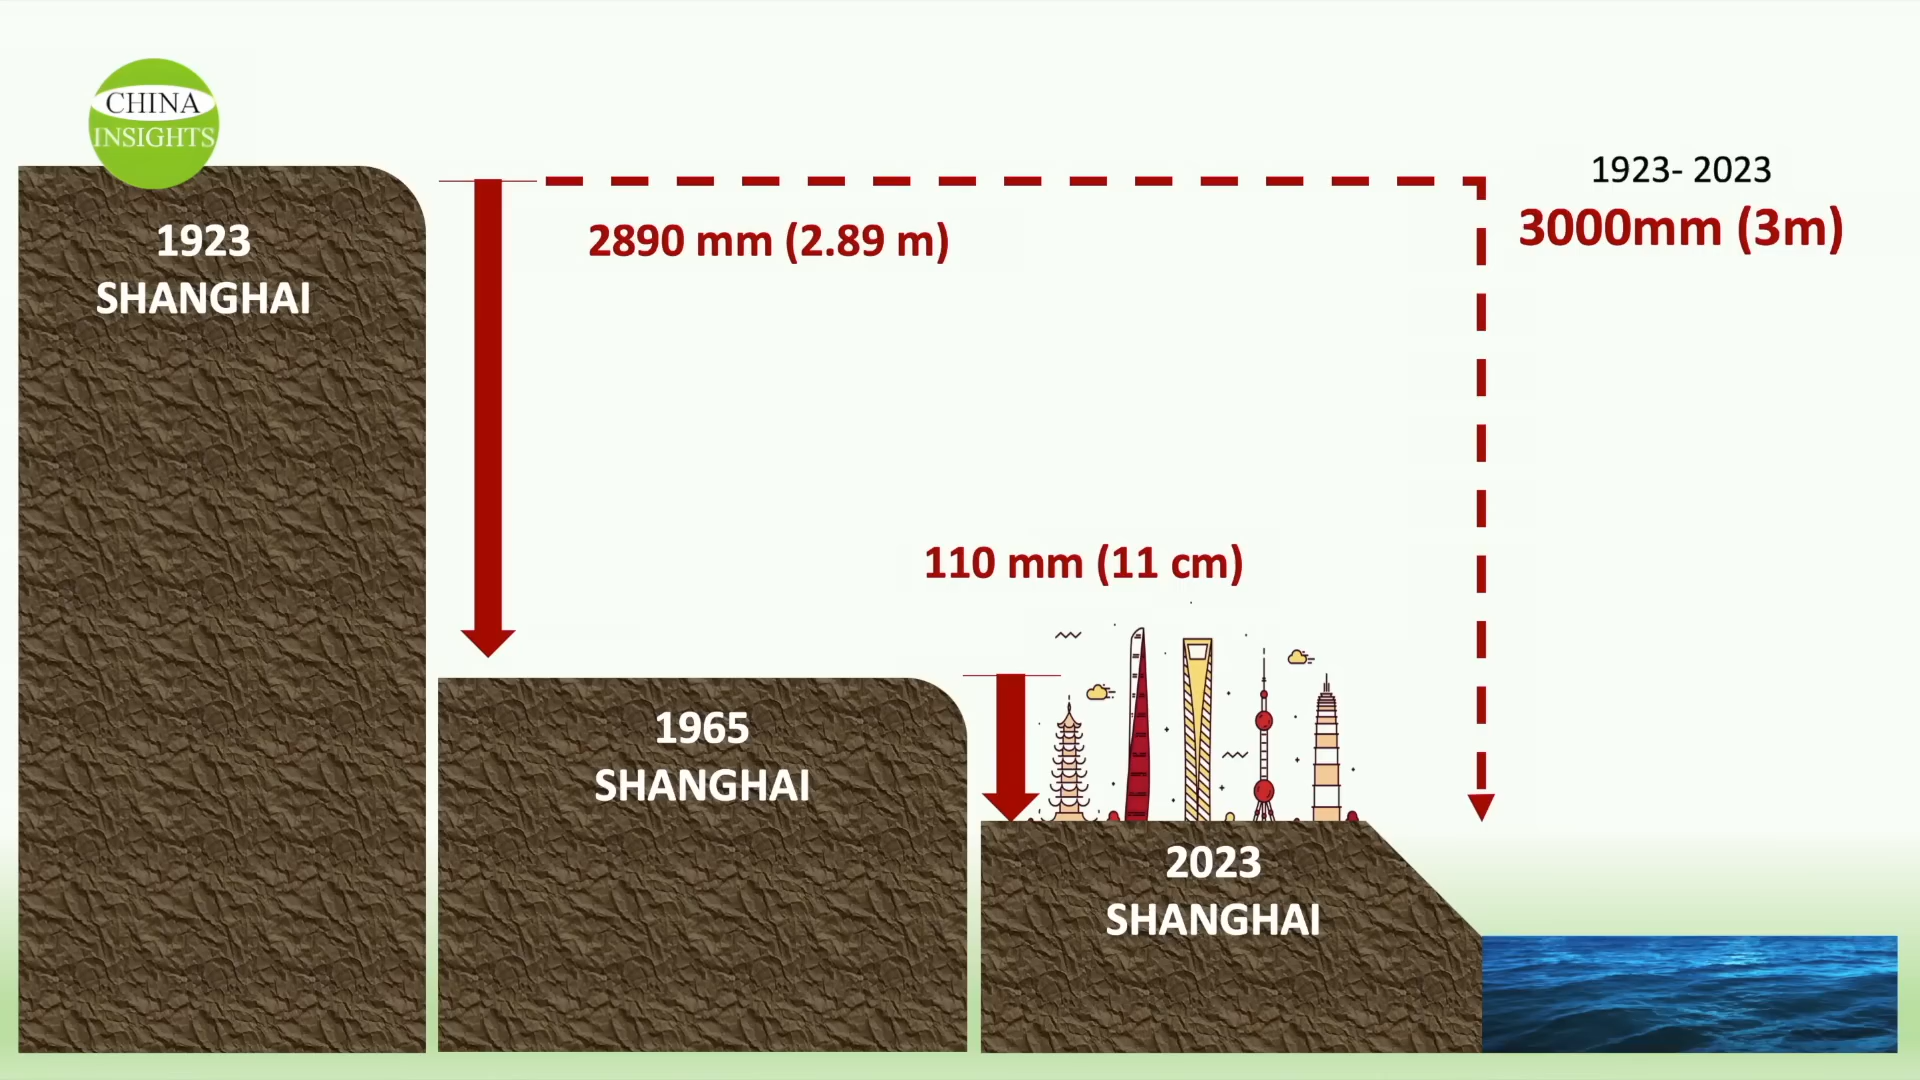 CHINA
INSIGHTS
1923
SHANGHAI
2890 mm (2.89 m)
1923- 2023
3000mm (3m)
110 mm (11 cm)
1965
SHANGHAI
2023
SHANGHAI